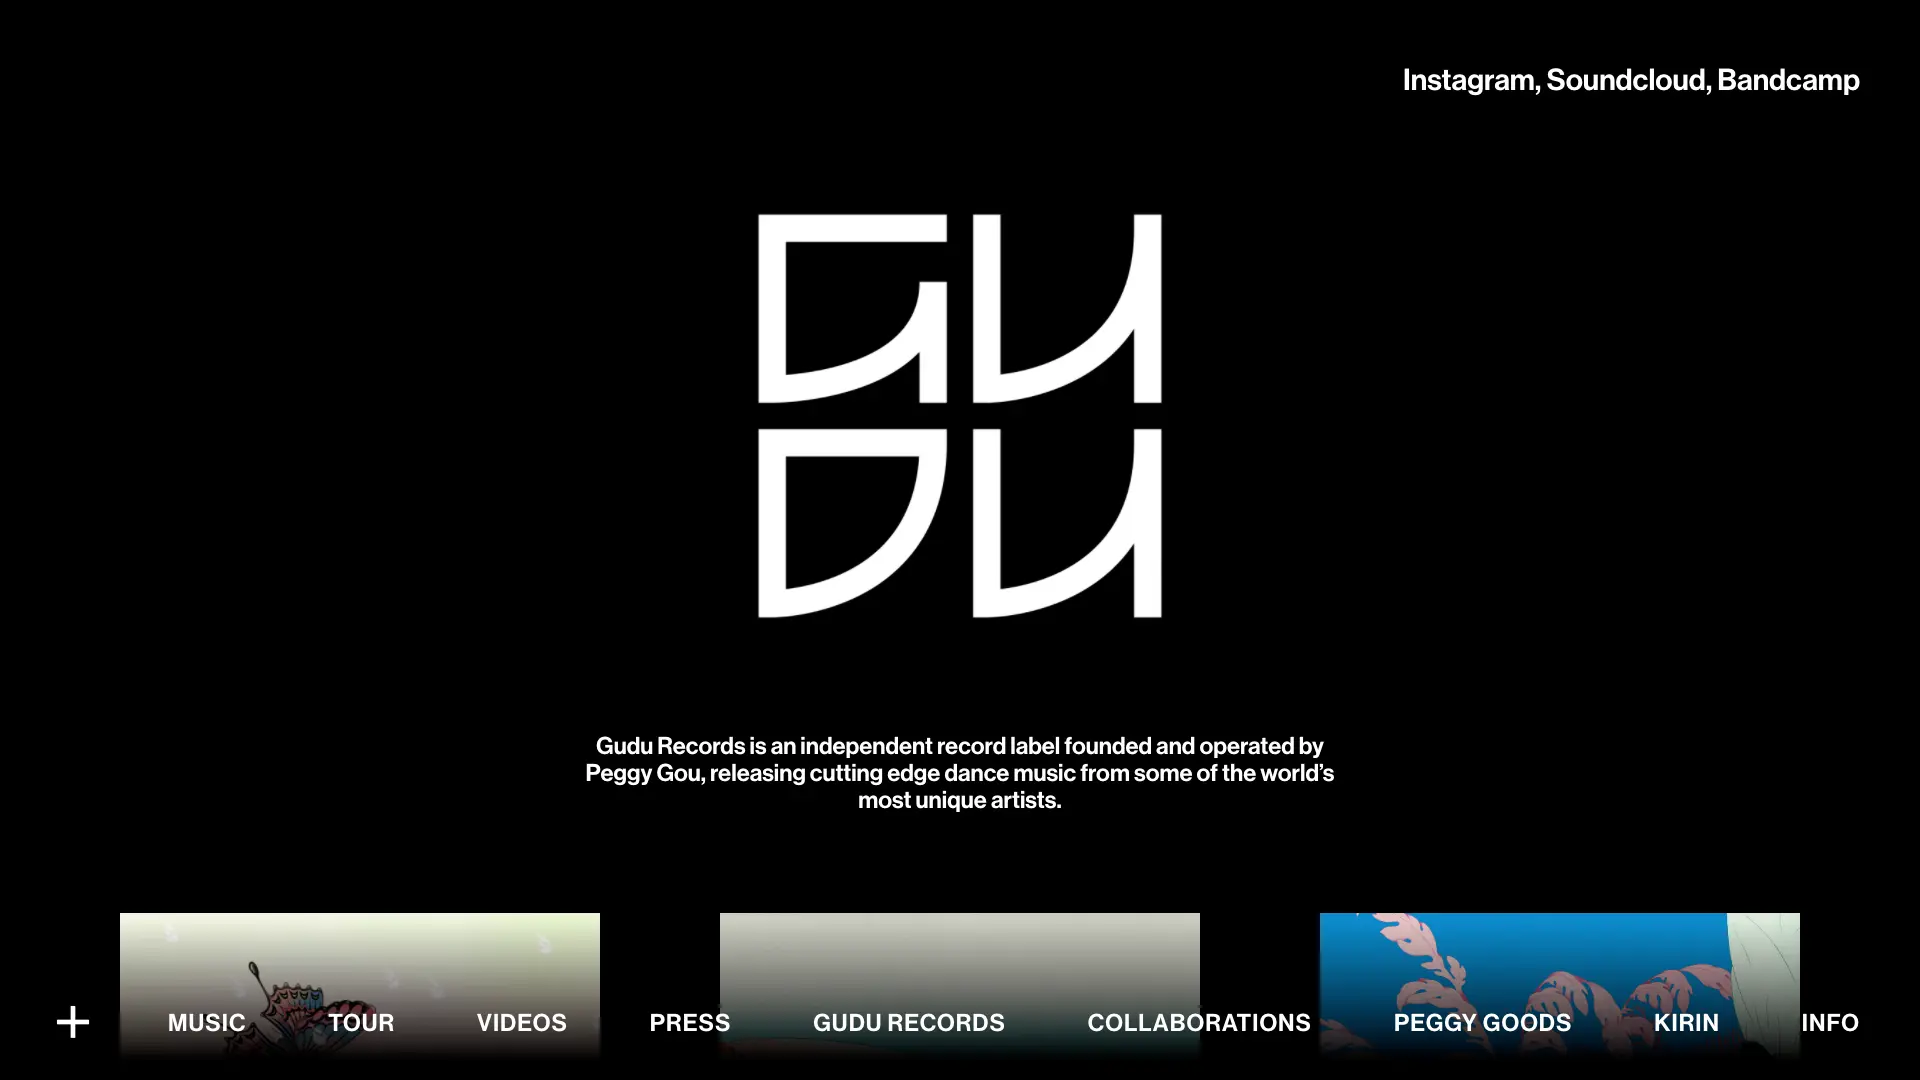 Instagram, Soundcloud, Bandcamp
GU
DU
Gudu Records is an independent record label founded and operated by
Peggy Gou, releasing cutting edge dance music from some of the world’s
most unique artists.
MUSIC TOUR VIDEOS PRESS GUDU RECORDS COLLABORATIONS PEGGY GOODS KIRIN INFO